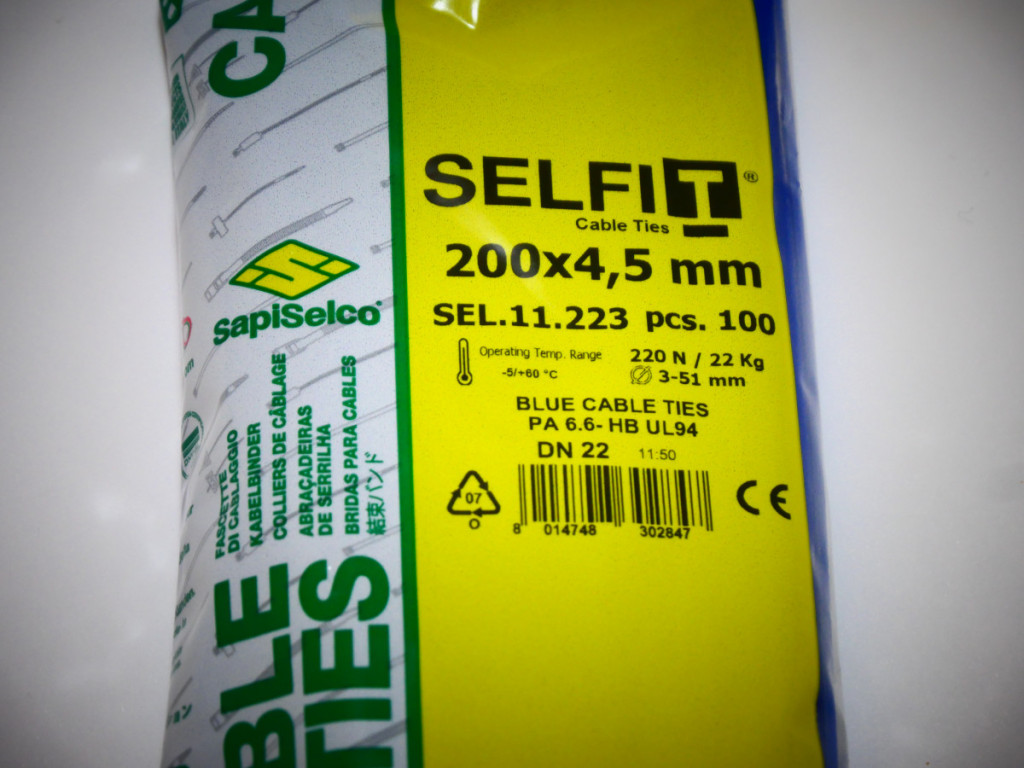 SELFIT®
Cable Ties
200x4,5 mm
SEL.11.223 pcs. 100
Operating Temp. Range
-5/+60 °C
220 N / 22 Kg
3-51 mm
BLUE CABLE TIES
PA 6.6- HB UL94
DN 22 11:50
07
8 014748 302847
CE
CA
SapiSelco
FASCETTE
DI CABLAGGIO
KABELBINDER
COLLIERS DE CÂBLAGE
ABRAÇADEIRAS
DE SERRILHA
BRIDAS PARA CABLES
結束バンド
BLE
TIES